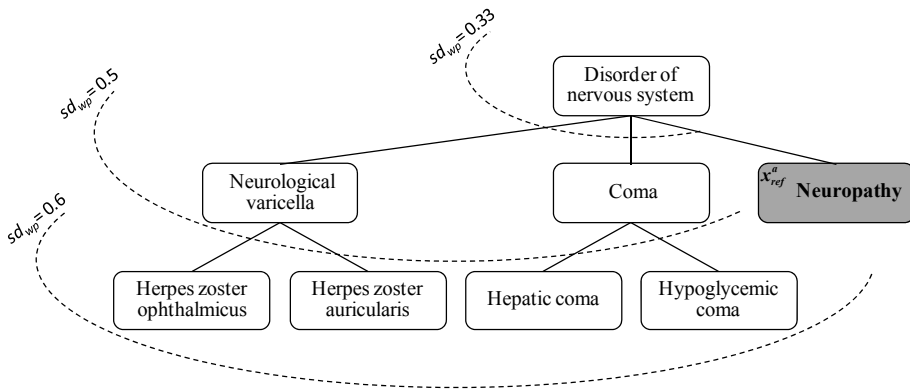 sd_wp=0.33
Disorder of
nervous system
sd_wp=0.5
Neurological
varicella
Coma
x^a_ref Neuropathy
sd_wp=0.6
Herpes zoster
ophthalmicus
Herpes zoster
auricularis
Hepatic coma
Hypoglycemic
coma